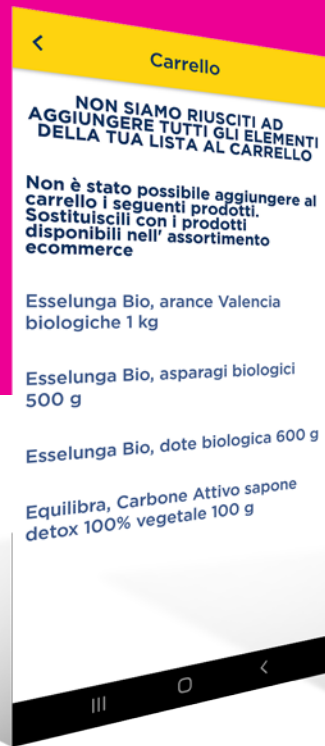 Carrello
NON SIAMO RIUSCITI AD
AGGIUNGERE TUTTI GLI ELEMENTI
DELLA TUA LISTA AL CARRELLO
Non è stato possibile aggiungere al
carrello i seguenti prodotti.
Sostituiscili con i prodotti
disponibili nell' assortimento
ecommerce
Esselunga Bio, arance Valencia
biologiche 1 kg
Esselunga Bio, asparagi biologici
500 g
Esselunga Bio, dote biologica 600 g
Equilibra, Carbone Attivo sapone
detox 100% vegetale 100 g